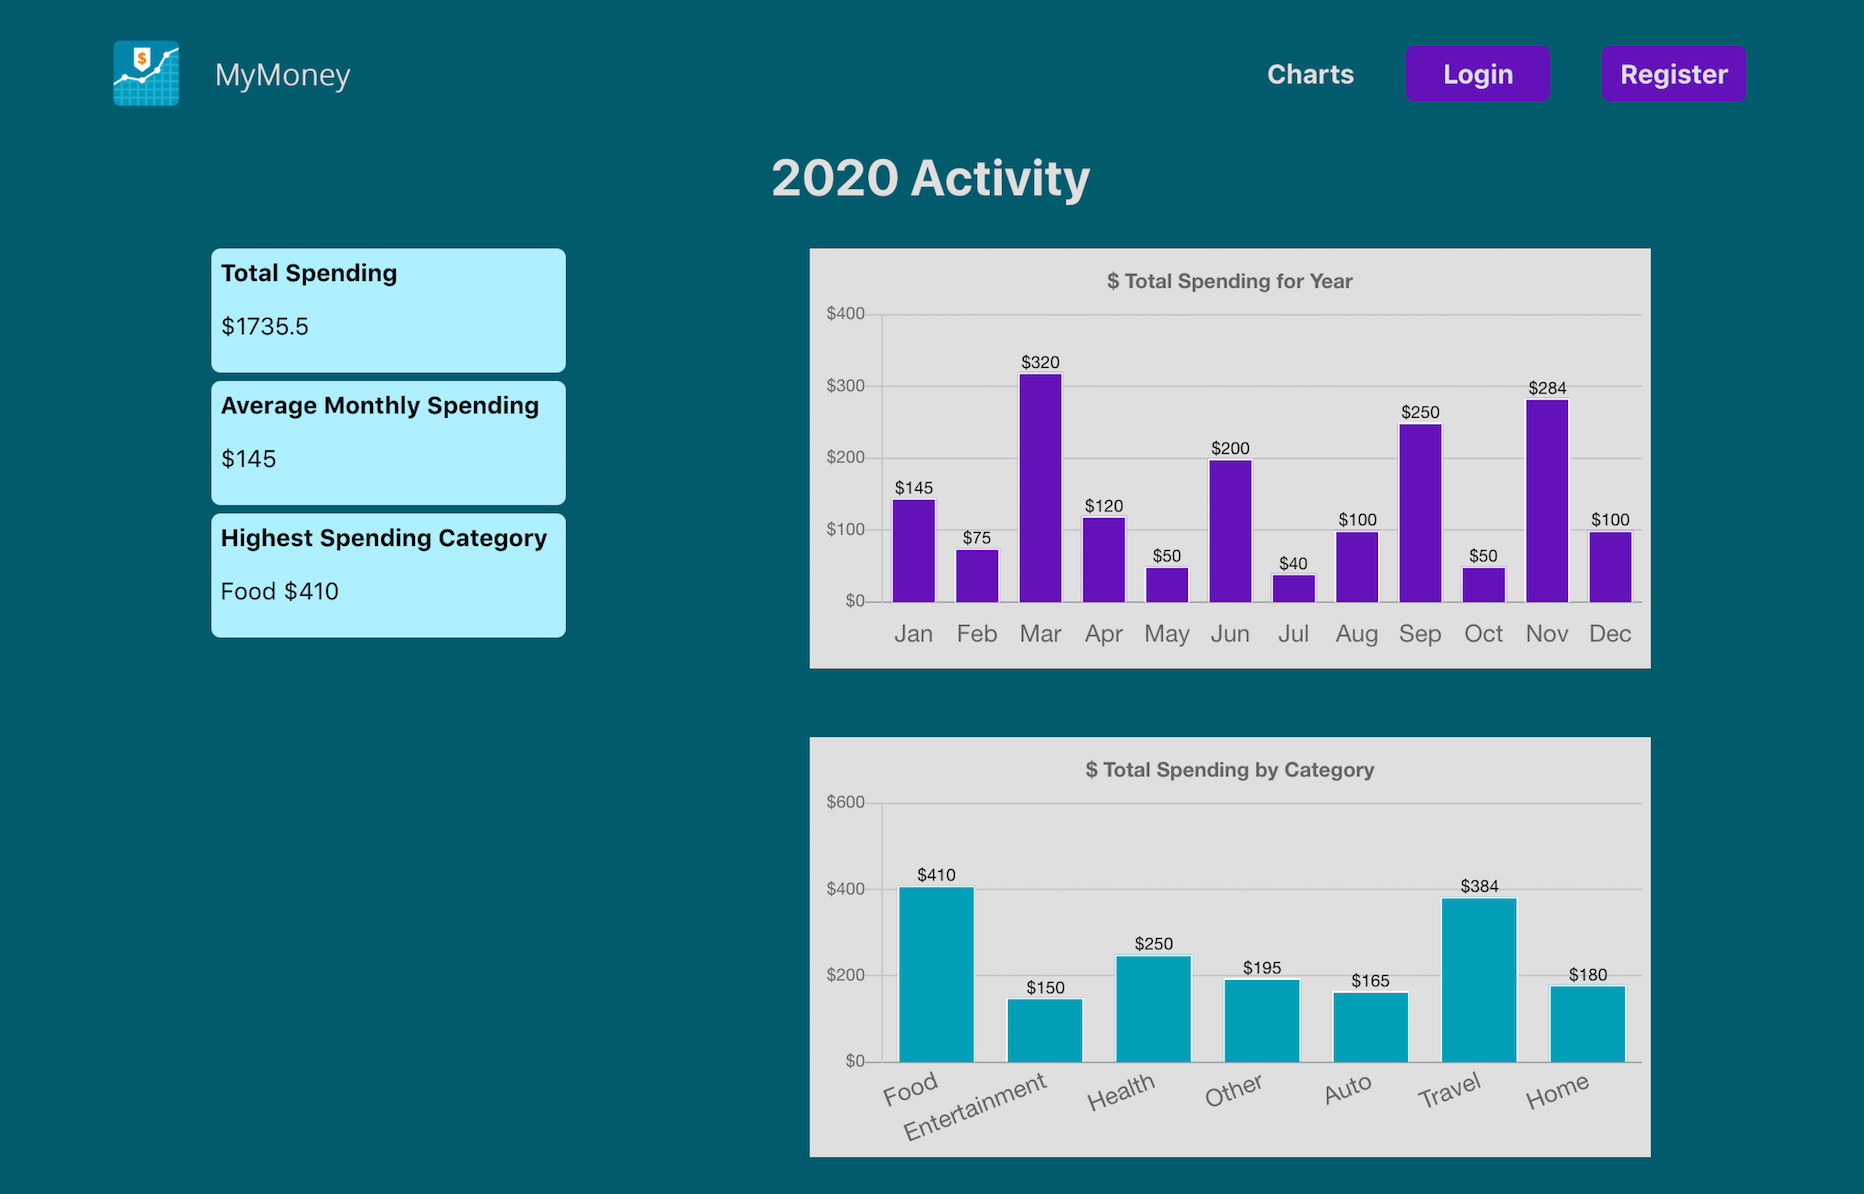 $
MyMoney
Charts
Login
Register
2020 Activity
Total Spending
$1735.5
Average Monthly Spending
$145
Highest Spending Category
Food $410
$ Total Spending for Year
$400
$300
$200
$100
$0
$145
$75
$320
$120
$50
$200
$40
$100
$250
$50
$284
$100
Jan Feb Mar Apr May Jun Jul Aug Sep Oct Nov Dec
$ Total Spending by Category
$600
$400
$200
$0
$410
$150
$250
$195
$165
$384
$180
Food
Entertainment
Health
Other
Auto
Travel
Home